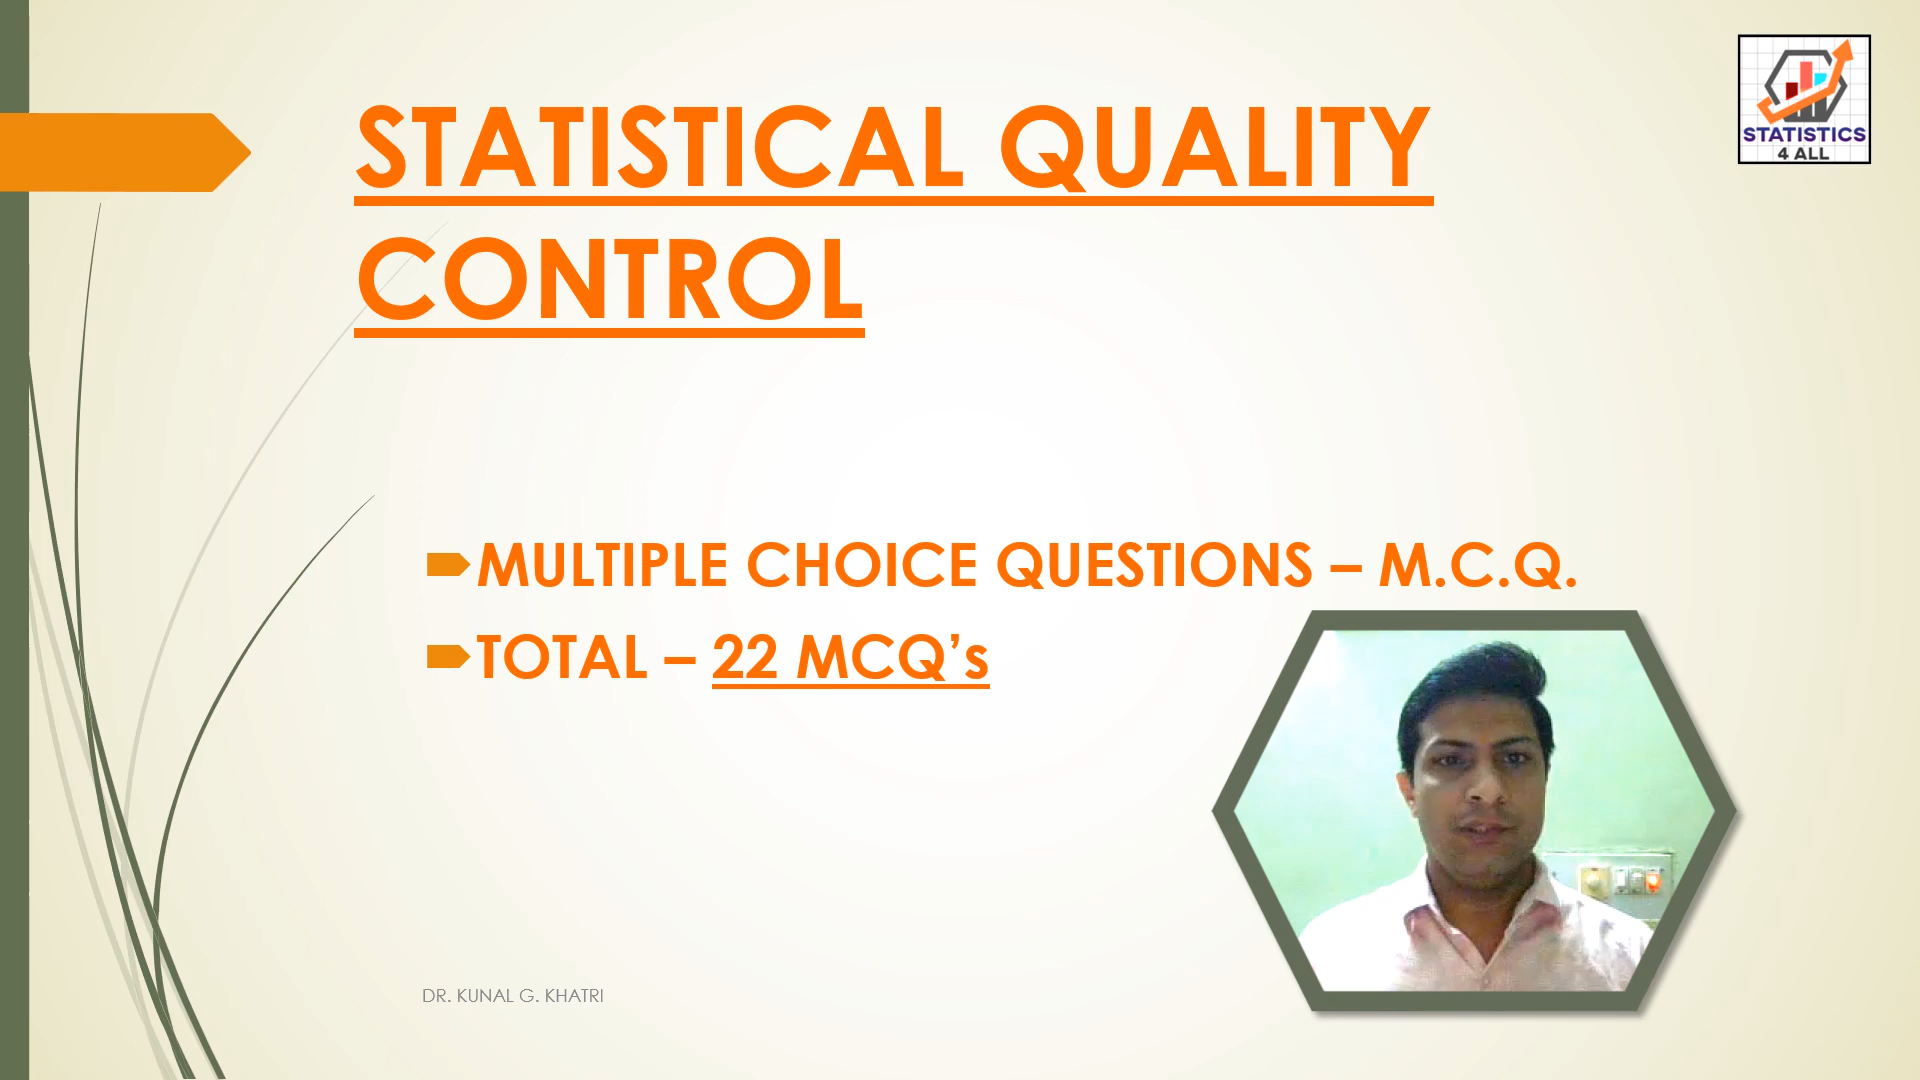 STATISTICAL QUALITY
CONTROL
STATISTICS
4 ALL
MULTIPLE CHOICE QUESTIONS – M.C.Q.
TOTAL – 22 MCQ’s
DR. KUNAL G. KHATRI